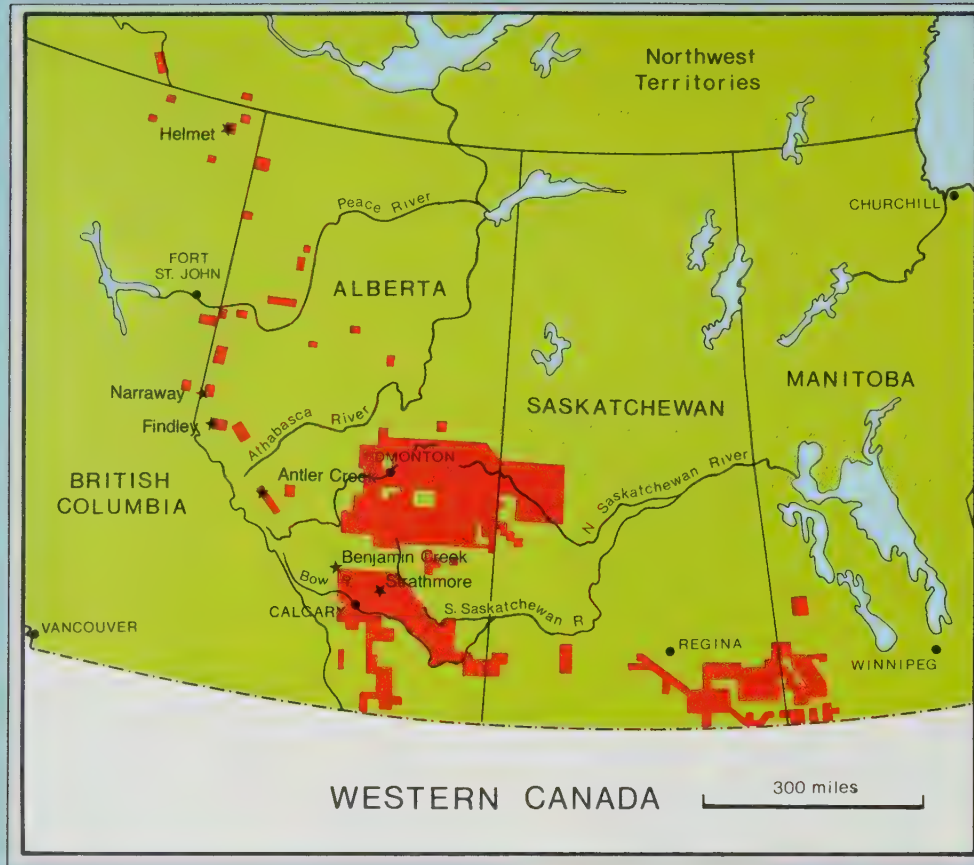 Northwest
Territories
Helmet
CHURCHILL
Peace River
FORT
ST. JOHN
ALBERTA
MANITOBA
Narraway
SASKATCHEWAN
Findley
Athabasca River
EDMONTON
N Saskatchewan River
Antler Creek
BRITISH
COLUMBIA
Benjamin Creek
Bow R.
Strathmore
CALGARY
S. Saskatchewan R
VANCOUVER
REGINA
WINNIPEG
WESTERN CANADA
300 miles